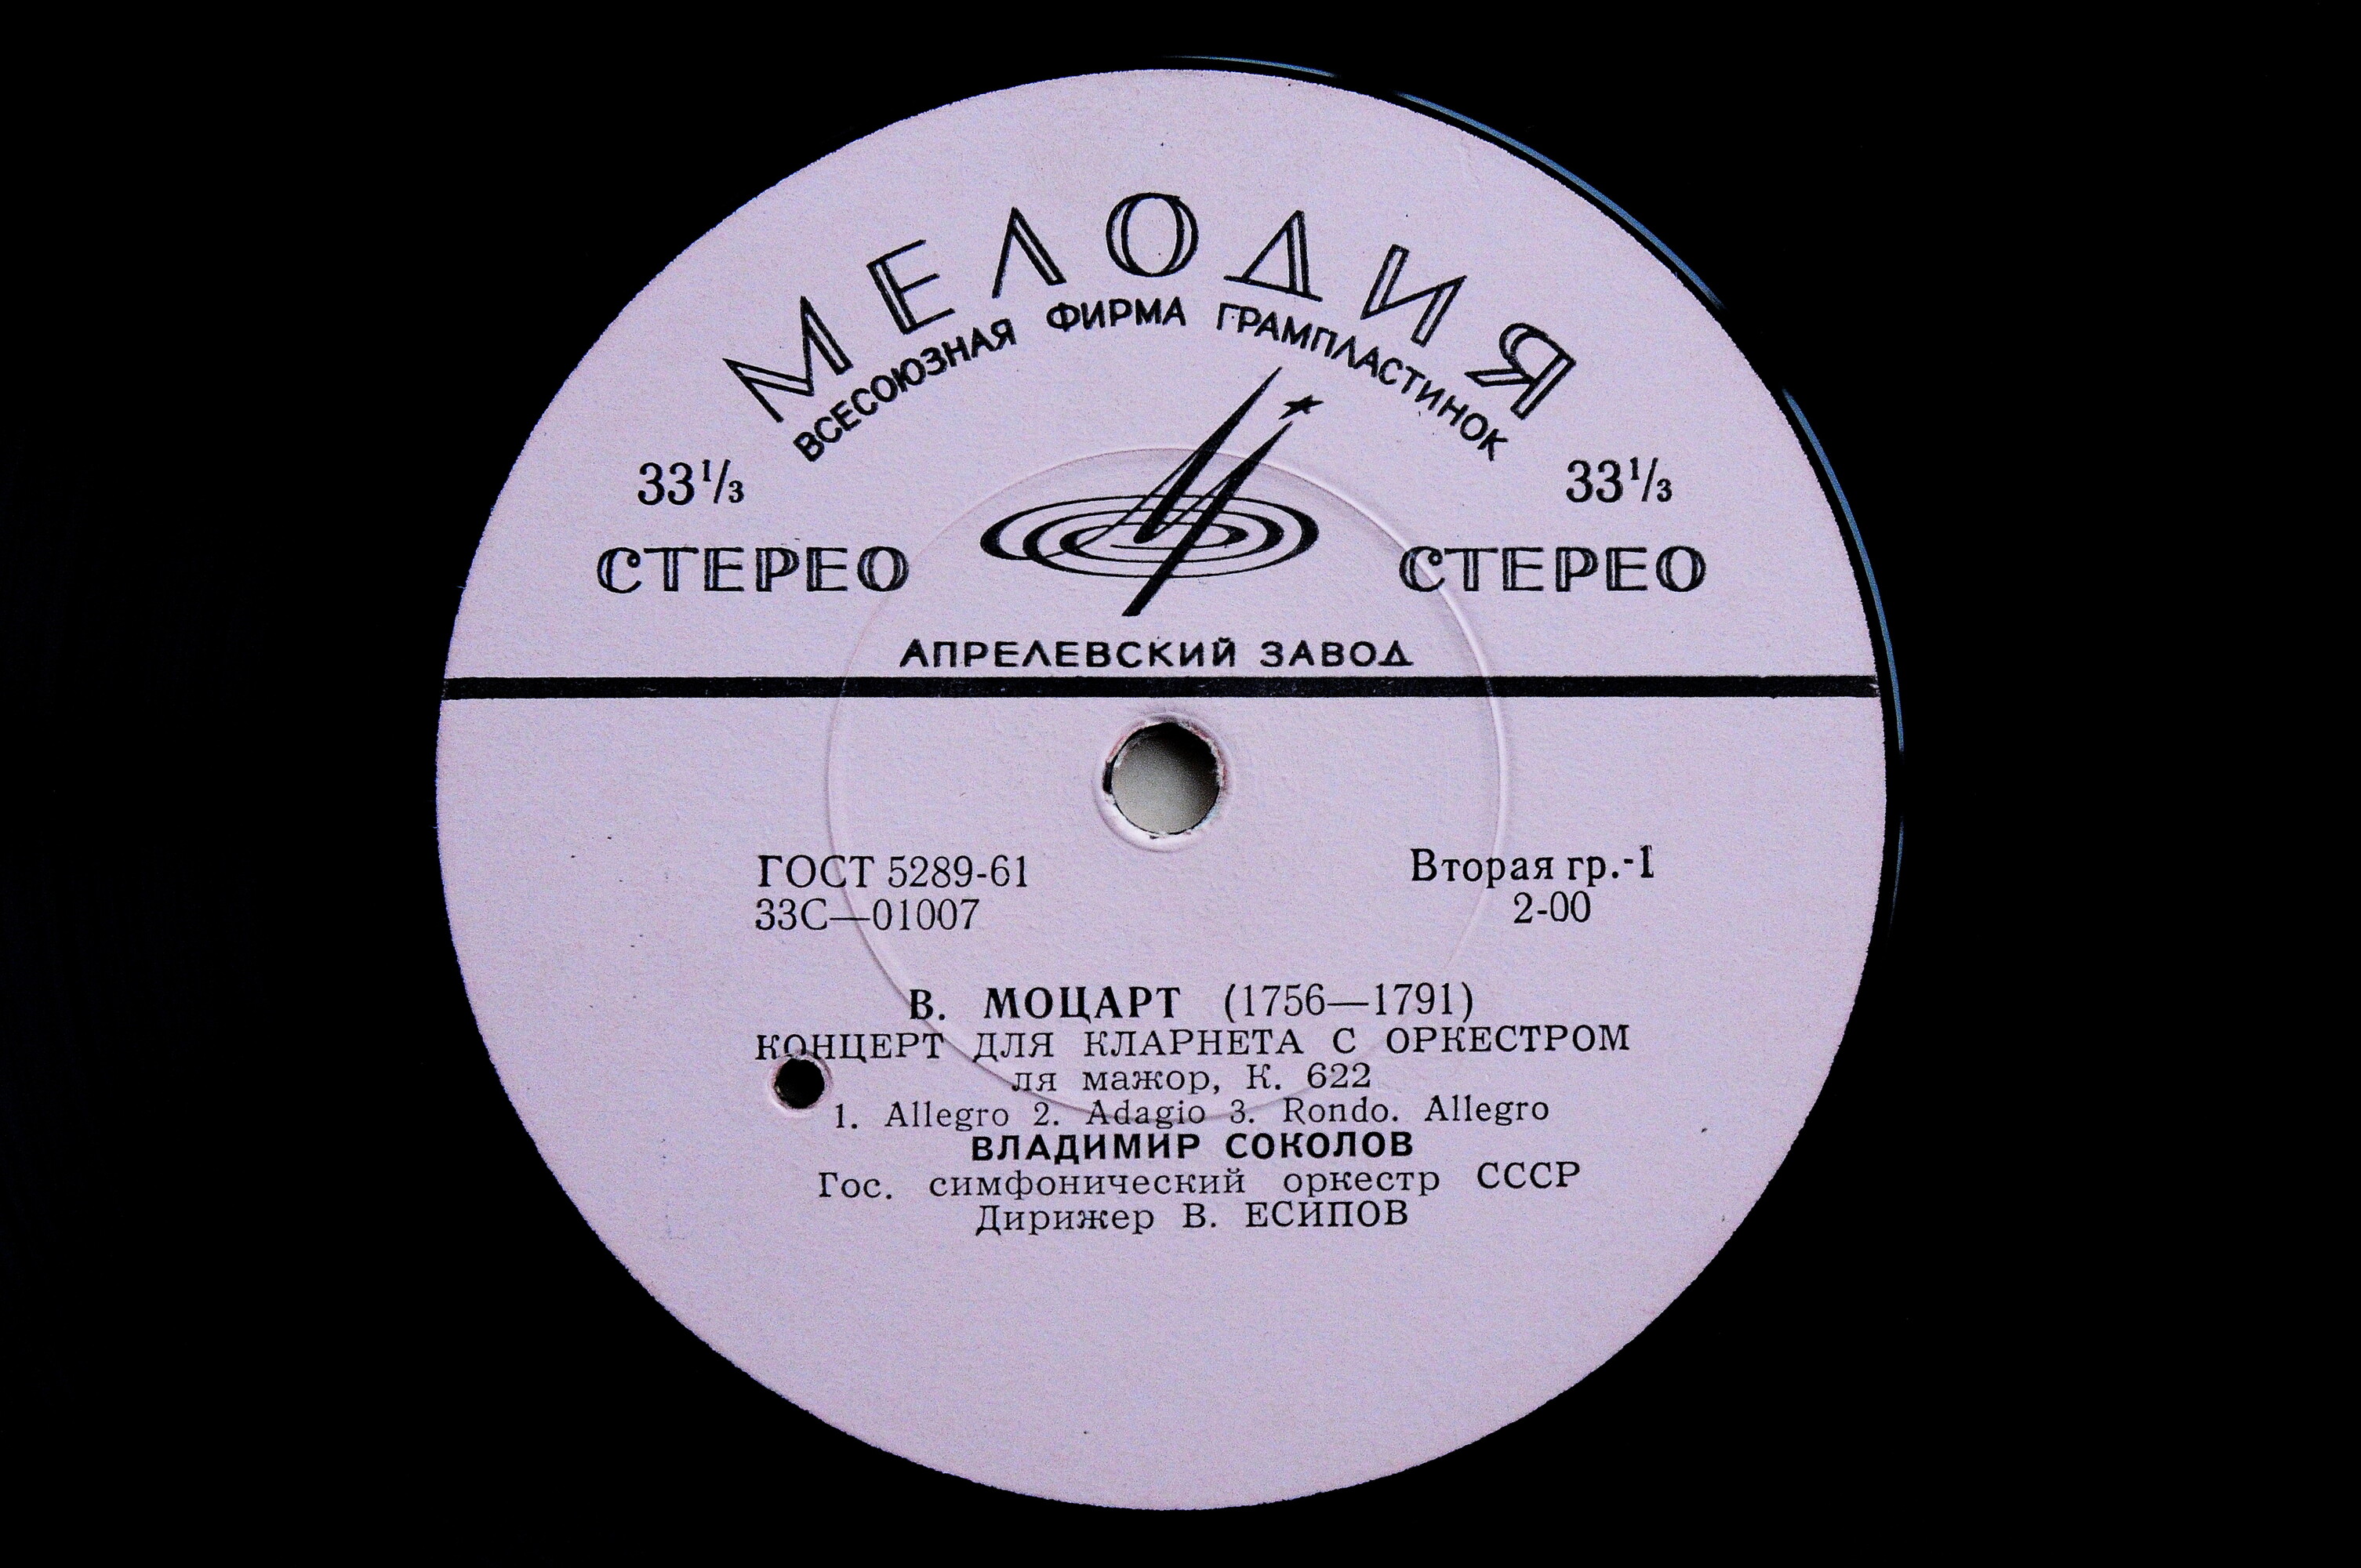 МЕЛОДИЯ
ВСЕСОЮЗНАЯ ФИРМА ГРАМПЛАСТИНОК
33⅓ 33⅓
СТЕРЕО СТЕРЕО
АПРЕЛЕВСКИЙ ЗАВОД
ГОСТ 5289-61 Вторая гр.-1
33С—01007 2-00
В. МОЦАРТ (1756—1791)
КОНЦЕРТ ДЛЯ КЛАРНЕТА С ОРКЕСТРОМ
ля мажор, К. 622
1. Allegro 2. Adagio 3. Rondo. Allegro
ВЛАДИМИР СОКОЛОВ
Гос. симфонический оркестр СССР
Дирижер В. ЕСИПОВ